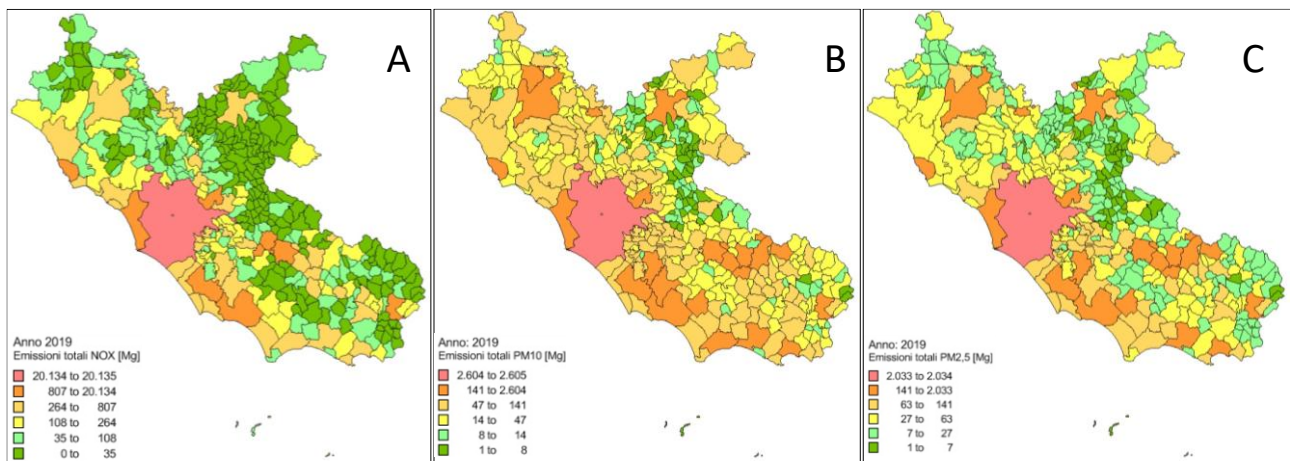 A
Anno 2019
Emissioni totali NOX [Mg]
20.134 to 20.135
807 to 20.134
264 to 807
108 to 264
35 to 108
0 to 35
B
Anno: 2019
Emissioni totali PM10 [Mg]
2.604 to 2.605
141 to 2.604
47 to 141
14 to 47
8 to 14
1 to 8
C
Anno: 2019
Emissioni totali PM2,5 [Mg]
2.033 to 2.034
141 to 2.033
63 to 141
27 to 63
7 to 27
1 to 7